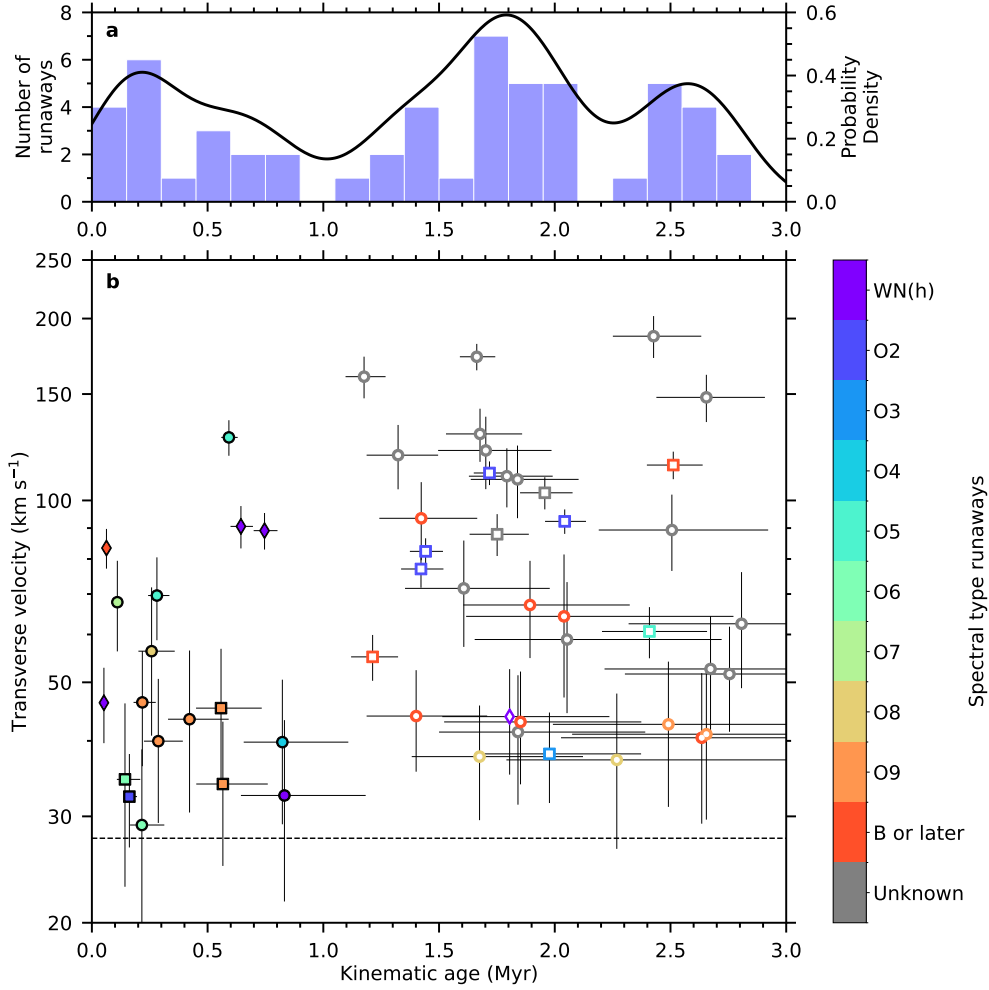 a
Number of
runaways
8
6
4
2
0
0.6
0.4
0.2
0.0
Probability
Density
0.0 0.5 1.0 1.5 2.0 2.5 3.0
b
Transverse velocity (km s⁻¹)
250
200
150
100
50
30
20
0.0 0.5 1.0 1.5 2.0 2.5 3.0
Kinematic age (Myr)
WN(h)
O2
O3
O4
O5
O6
O7
O8
O9
B or later
Unknown
Spectral type runaways